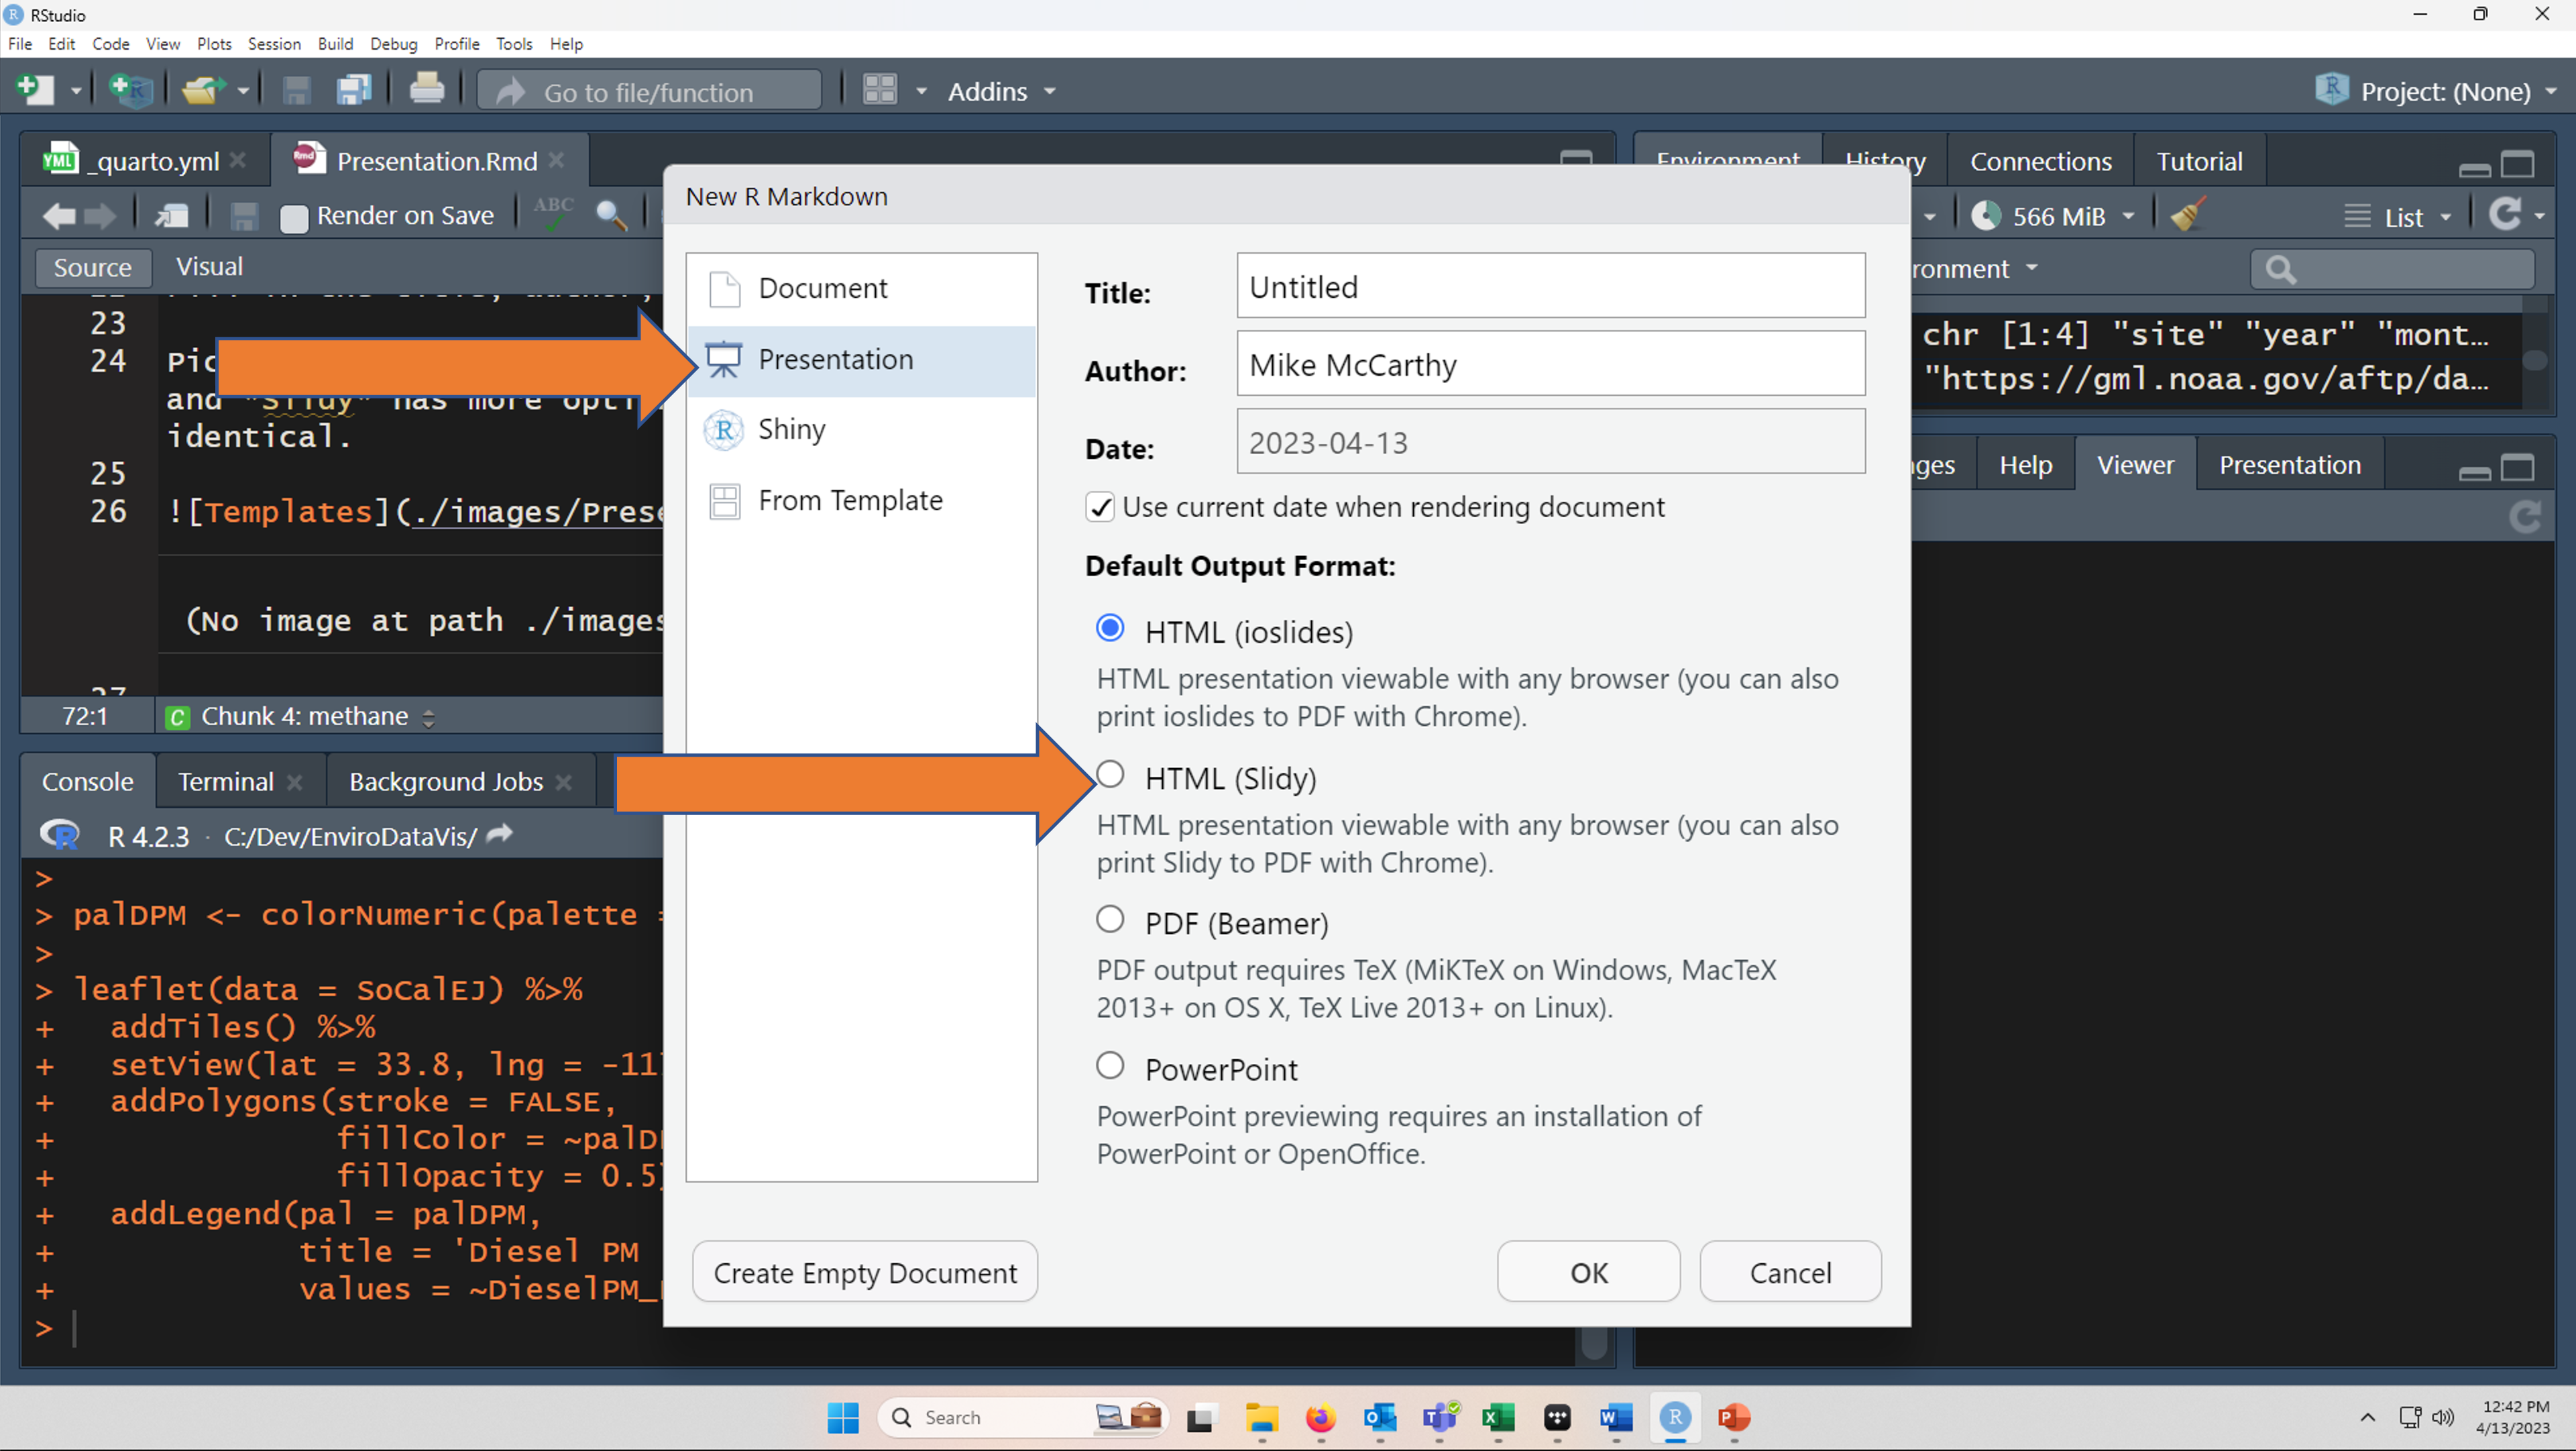 RStudio
File Edit Code View Plots Session Build Debug Profile Tools Help
Go to file/function Addins Project: (None)
_quarto.yml Presentation.Rmd
Render on Save ABC
Source Visual
23
24 Pic
and "Slidy" has more opti
identical.
25
26 ![Templates](./images/Prese
(No image at path ./images
27
72:1 Chunk 4: methane
Console Terminal Background Jobs
R 4.2.3 · C:/Dev/EnviroDataVis/
>
> palDPM <- colorNumeric(palette =
>
> leaflet(data = SoCalEJ) %>%
+ addTiles() %>%
+ setView(lat = 33.8, lng = -117
+ addPolygons(stroke = FALSE,
+ fillColor = ~palD
+ fillOpacity = 0.5)
+ addLegend(pal = palDPM,
+ title = 'Diesel PM
+ values = ~DieselPM_
>
New R Markdown
Document
Presentation
Shiny
From Template
Title: Untitled
Author: Mike McCarthy
Date: 2023-04-13
Use current date when rendering document
Default Output Format:
HTML (ioslides)
HTML presentation viewable with any browser (you can also
print ioslides to PDF with Chrome).
HTML (Slidy)
HTML presentation viewable with any browser (you can also
print Slidy to PDF with Chrome).
PDF (Beamer)
PDF output requires TeX (MiKTeX on Windows, MacTeX
2013+ on OS X, TeX Live 2013+ on Linux).
PowerPoint
PowerPoint previewing requires an installation of
PowerPoint or OpenOffice.
Create Empty Document OK Cancel
Environment History Connections Tutorial
566 MiB List
ronment
chr [1:4] "site" "year" "mont…
"https://gml.noaa.gov/aftp/da…
ges Help Viewer Presentation
Search
12:42 PM
4/13/2023